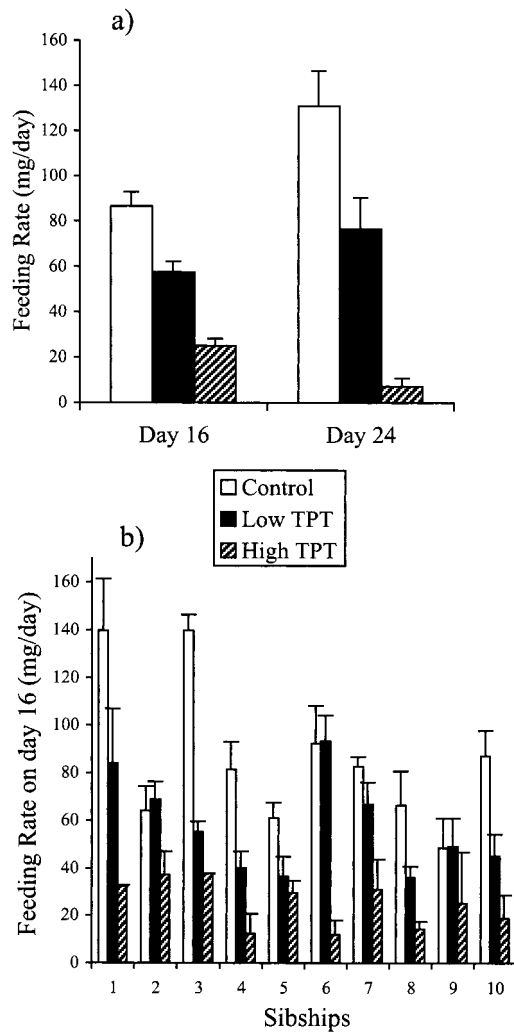 a)
Feeding Rate (mg/day)
160
140
120
100
80
60
40
20
0
Day 16 Day 24
Control
Low TPT
High TPT
b)
Feeding Rate on day 16 (mg/day)
160
140
120
100
80
60
40
20
0
1 2 3 4 5 6 7 8 9 10
Sibships